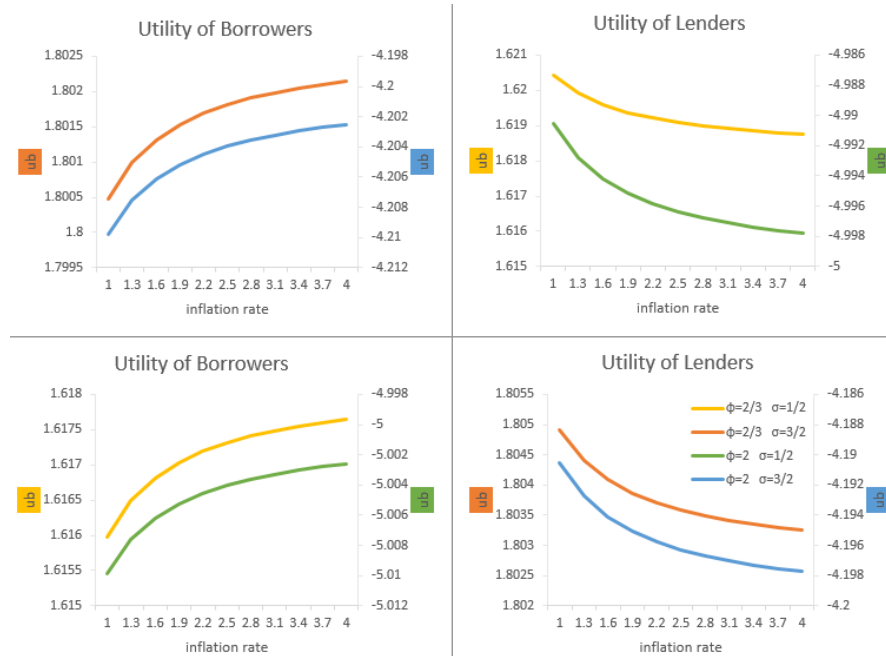 Utility of Borrowers
1.8025
1.802
1.8015
1.801
1.8005
1.8
1.7995
ub
-4.198
-4.2
-4.202
-4.204
-4.206
-4.208
-4.21
-4.212
ub
1 1.3 1.6 1.9 2.2 2.5 2.8 3.1 3.4 3.7 4
inflation rate
Utility of Lenders
1.621
1.62
1.619
1.618
1.617
1.616
1.615
ub
-4.986
-4.988
-4.99
-4.992
-4.994
-4.996
-4.998
-5
ub
1 1.3 1.6 1.9 2.2 2.5 2.8 3.1 3.4 3.7 4
inflation rate
Utility of Borrowers
1.618
1.6175
1.617
1.6165
1.616
1.6155
1.615
ub
-4.998
-5
-5.002
-5.004
-5.006
-5.008
-5.01
-5.012
ub
1 1.3 1.6 1.9 2.2 2.5 2.8 3.1 3.4 3.7 4
inflation rate
Utility of Lenders
1.8055
1.805
1.8045
1.804
1.8035
1.803
1.8025
1.802
ub
ϕ=2/3 σ=1/2
ϕ=2/3 σ=3/2
ϕ=2 σ=1/2
ϕ=2 σ=3/2
-4.186
-4.188
-4.19
-4.192
-4.194
-4.196
-4.198
-4.2
ub
1 1.3 1.6 1.9 2.2 2.5 2.8 3.1 3.4 3.7 4
inflation rate